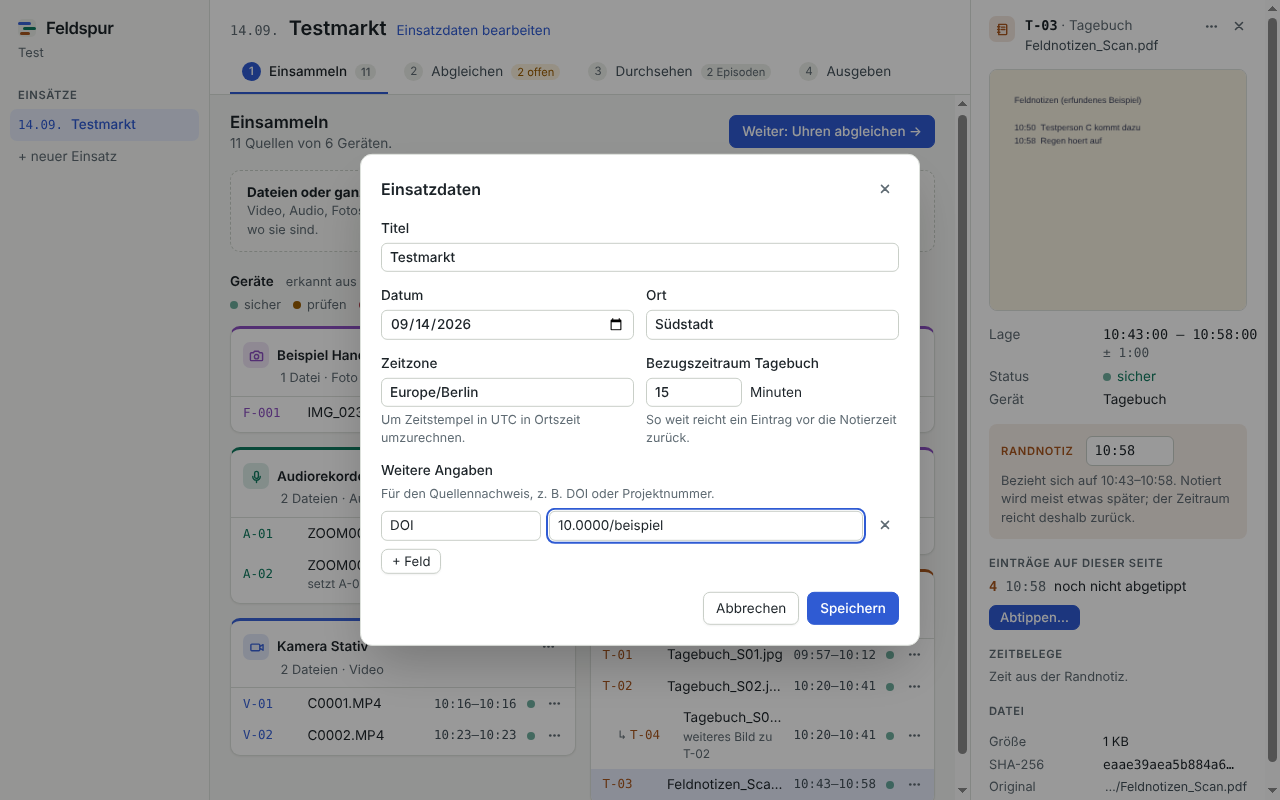 Feldspur
Test
EINSÄTZE
14.09. Testmarkt
+ neuer Einsatz
14.09. Testmarkt Einsatzdaten bearbeiten
1 Einsammeln 11
2 Abgleichen 2 offen
3 Durchsehen 2 Episoden
4 Ausgeben
Einsammeln
11 Quellen von 6 Geräten.
Weiter: Uhren abgleichen →
Dateien oder gan
Video, Audio, Fotos
wo sie sind.
Geräte erkannt aus
sicher prüfen
Beispiel Han
1 Datei · Foto
F-001 IMG_023
Audiorekorde
2 Dateien · Au
A-01 ZOOM00
A-02 ZOOM00
setzt A-0
Kamera Stativ
2 Dateien · Video
V-01 C0001.MP4 10:16–10:16
V-02 C0002.MP4 10:23–10:23
T-01 Tagebuch_S01.jpg 09:57–10:12
T-02 Tagebuch_S02.j… 10:20–10:41
↳ T-04 Tagebuch_S0… 10:20–10:41
weiteres Bild zu
T-02
T-03 Feldnotizen_Sca… 10:43–10:58
Einsatzdaten
Titel
Testmarkt
Datum
09/14/2026
Ort
Südstadt
Zeitzone
Europe/Berlin
Um Zeitstempel in UTC in Ortszeit
umzurechnen.
Bezugszeitraum Tagebuch
15 Minuten
So weit reicht ein Eintrag vor die Notierzeit
zurück.
Weitere Angaben
Für den Quellennachweis, z. B. DOI oder Projektnummer.
DOI 10.0000/beispiel
+ Feld
Abbrechen Speichern
T-03 · Tagebuch
Feldnotizen_Scan.pdf
Feldnotizen (erfundenes Beispiel)
10:50 Testperson C kommt dazu
10:58 Regen hoert auf
Lage 10:43:00 – 10:58:00
± 1:00
Status sicher
Gerät Tagebuch
RANDNOTIZ 10:58
Bezieht sich auf 10:43–10:58. Notiert
wird meist etwas später; der Zeitraum
reicht deshalb zurück.
EINTRÄGE AUF DIESER SEITE
4 10:58 noch nicht abgetippt
Abtippen…
ZEITBELEGE
Zeit aus der Randnotiz.
DATEI
Größe 1 KB
SHA-256 eaae39aea5b884a6…
Original …/Feldnotizen_Scan.pdf